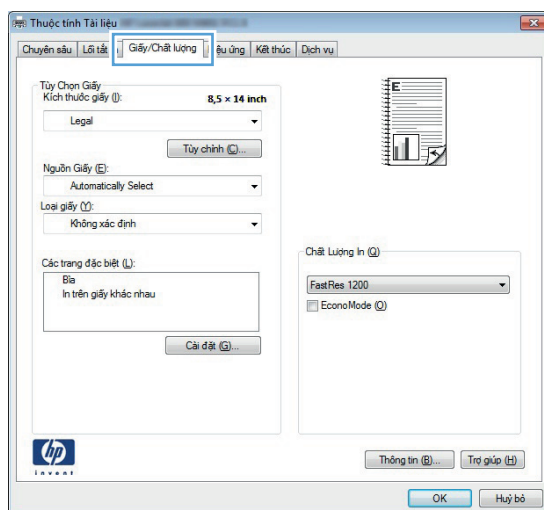 Thuộc tính Tài liệu
Chuyên sâu Lối tắt Giấy/Chất lượng ệu ứng Kết thúc Dịch vụ
Tùy Chọn Giấy
Kích thước giấy (I): 8,5 × 14 inch
Legal
Tùy chỉnh (C)...
Nguồn Giấy (E):
Automatically Select
Loại giấy (Y):
Không xác định
Các trang đặc biệt (L):
Bìa
In trên giấy khác nhau
Cài đặt (G)...
E
Chất Lượng In (Q)
FastRes 1200
EconoMode (O)
hp
invent
Thông tin (B)... Trợ giúp (H)
OK Huỷ bỏ